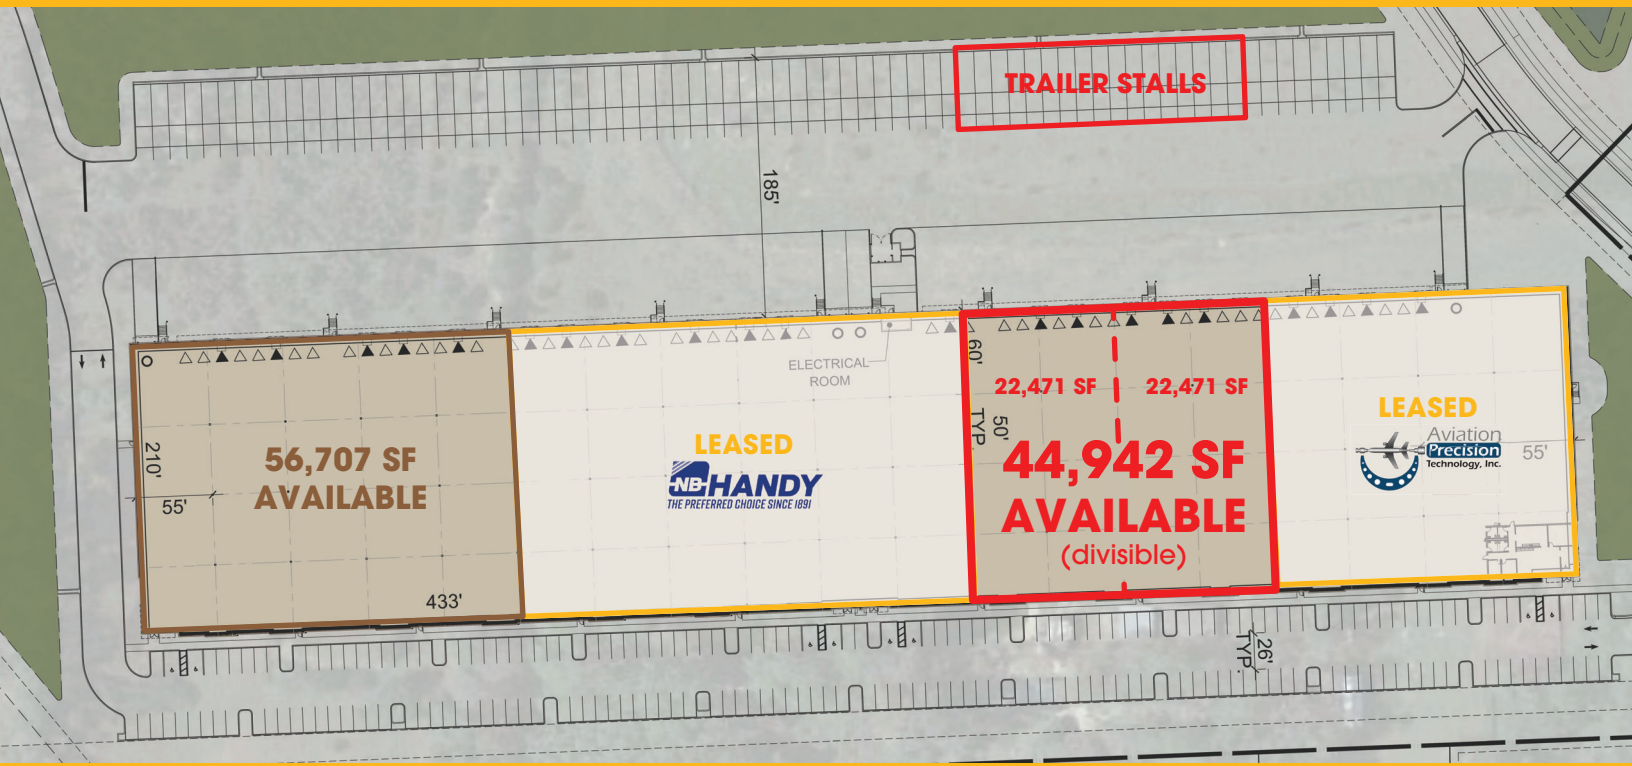 TRAILER STALLS
185'
ELECTRICAL
ROOM
60'
TYP.
50'
22,471 SF
22,471 SF
44,942 SF
AVAILABLE
(divisible)
210'
55'
56,707 SF
AVAILABLE
433'
LEASED
NB HANDY
THE PREFERRED CHOICE SINCE 1891
LEASED
Aviation
Precision
Technology, Inc.
55'
26'
TYP.